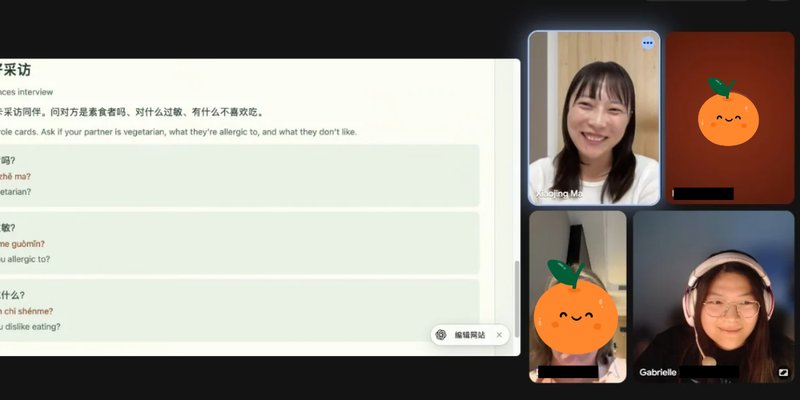 采访
nces interview
采访同伴。问对方是素食者吗、对什么过敏、有什么不喜欢吃。
ole cards. Ask if your partner is vegetarian, what they're allergic to, and what they don't like.
吗?
zhě ma?
etarian?
敏?
me guòmǐn?
u allergic to?
什么?
n chī shénme?
u dislike eating?
编辑网站
Xiaojing Ma
Gabrielle